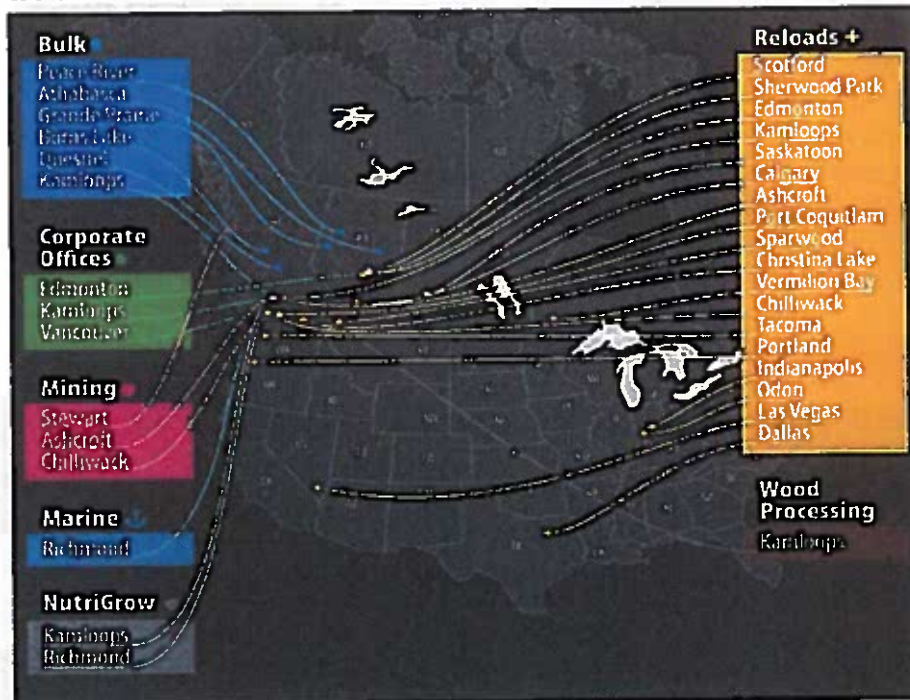 Bulk
Peace River
Athabasca
Grande Prairie
Burns Lake
Quesnel
Kamloops
Corporate
Offices
Edmonton
Kamloops
Vancouver
Mining
Stewart
Ashcroft
Chilliwack
Marine
Richmond
NutriGrow
Kamloops
Richmond
Reloads +
Scotford
Sherwood Park
Edmonton
Kamloops
Saskatoon
Calgary
Ashcroft
Port Coquitlam
Sparwood
Christina Lake
Vermilion Bay
Chilliwack
Tacoma
Portland
Indianapolis
Odon
Las Vegas
Dallas
Wood
Processing
Kamloops